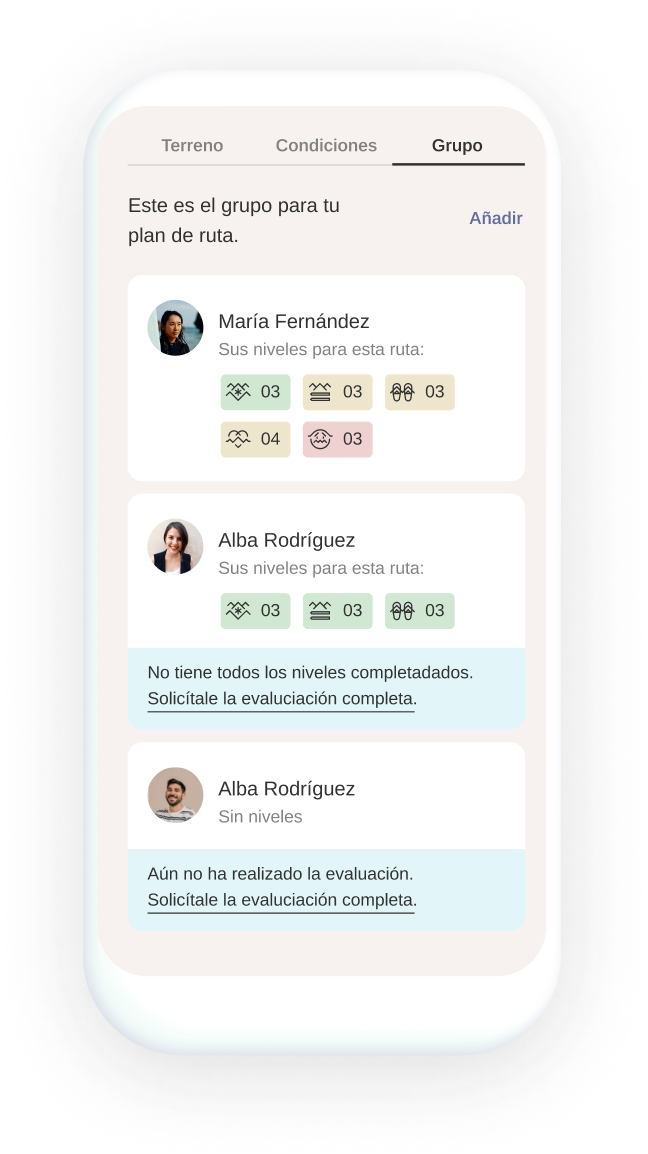 Terreno Condiciones Grupo
Este es el grupo para tu
plan de ruta.
Añadir
María Fernández
Sus niveles para esta ruta:
03 03 03
04 03
Alba Rodríguez
Sus niveles para esta ruta:
03 03 03
No tiene todos los niveles completadados.
Solicítale la evaluciación completa.
Alba Rodríguez
Sin niveles
Aún no ha realizado la evaluación.
Solicítale la evaluciación completa.